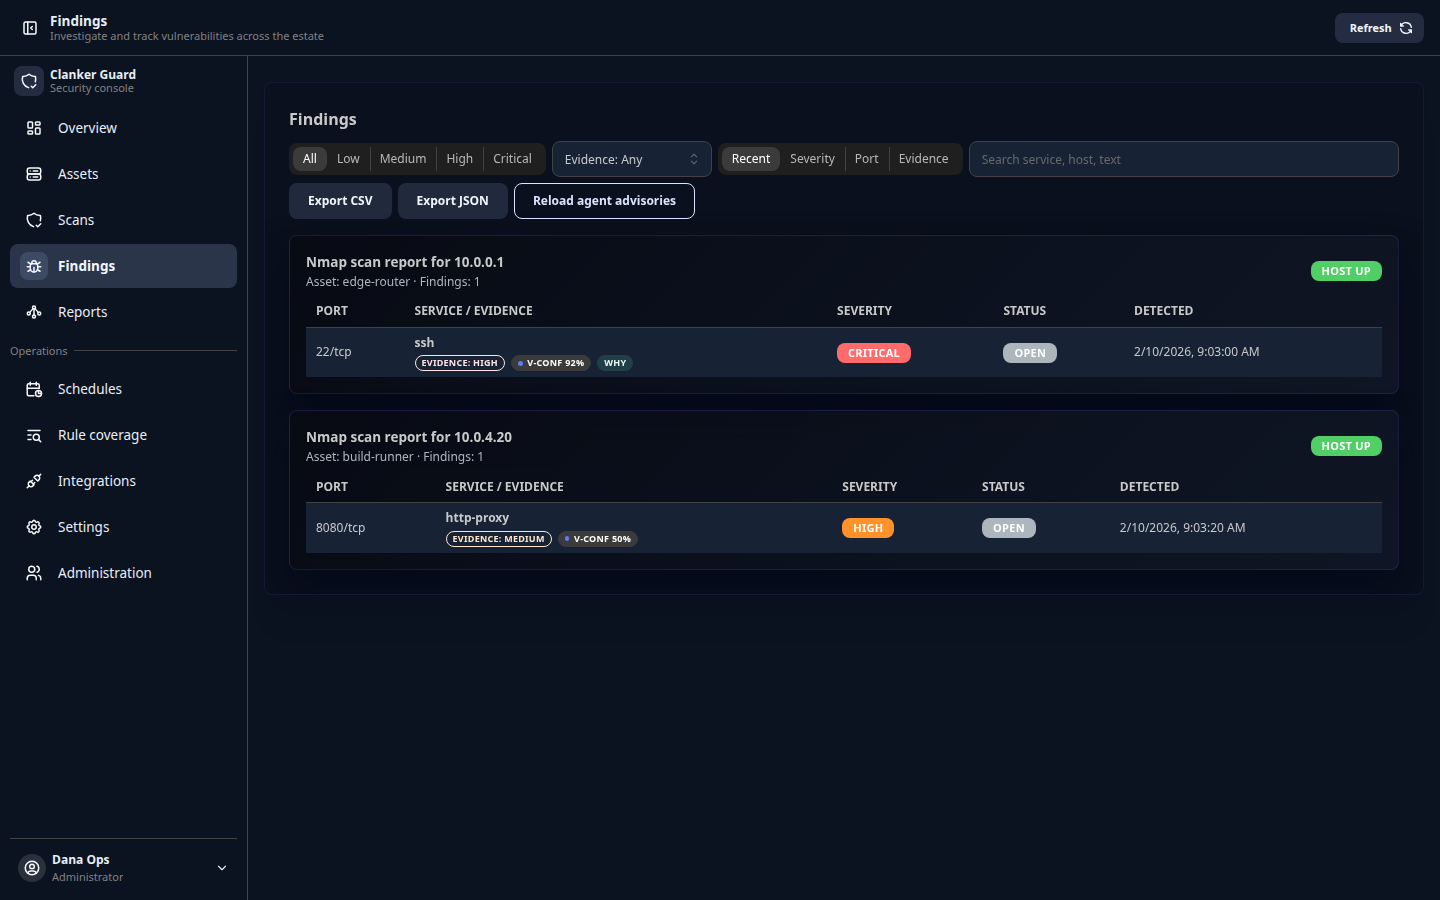 Findings
Investigate and track vulnerabilities across the estate
Refresh
Clanker Guard
Security console
Overview
Assets
Scans
Findings
Reports
Operations
Schedules
Rule coverage
Integrations
Settings
Administration
Dana Ops
Administrator
Findings
All Low Medium High Critical Evidence: Any Recent Severity Port Evidence Search service, host, text
Export CSV Export JSON Reload agent advisories
Nmap scan report for 10.0.0.1
Asset: edge-router · Findings: 1
HOST UP
PORT SERVICE / EVIDENCE SEVERITY STATUS DETECTED
22/tcp ssh CRITICAL OPEN 2/10/2026, 9:03:00 AM
EVIDENCE: HIGH V-CONF 92% WHY
Nmap scan report for 10.0.4.20
Asset: build-runner · Findings: 1
HOST UP
PORT SERVICE / EVIDENCE SEVERITY STATUS DETECTED
8080/tcp http-proxy HIGH OPEN 2/10/2026, 9:03:20 AM
EVIDENCE: MEDIUM V-CONF 50%